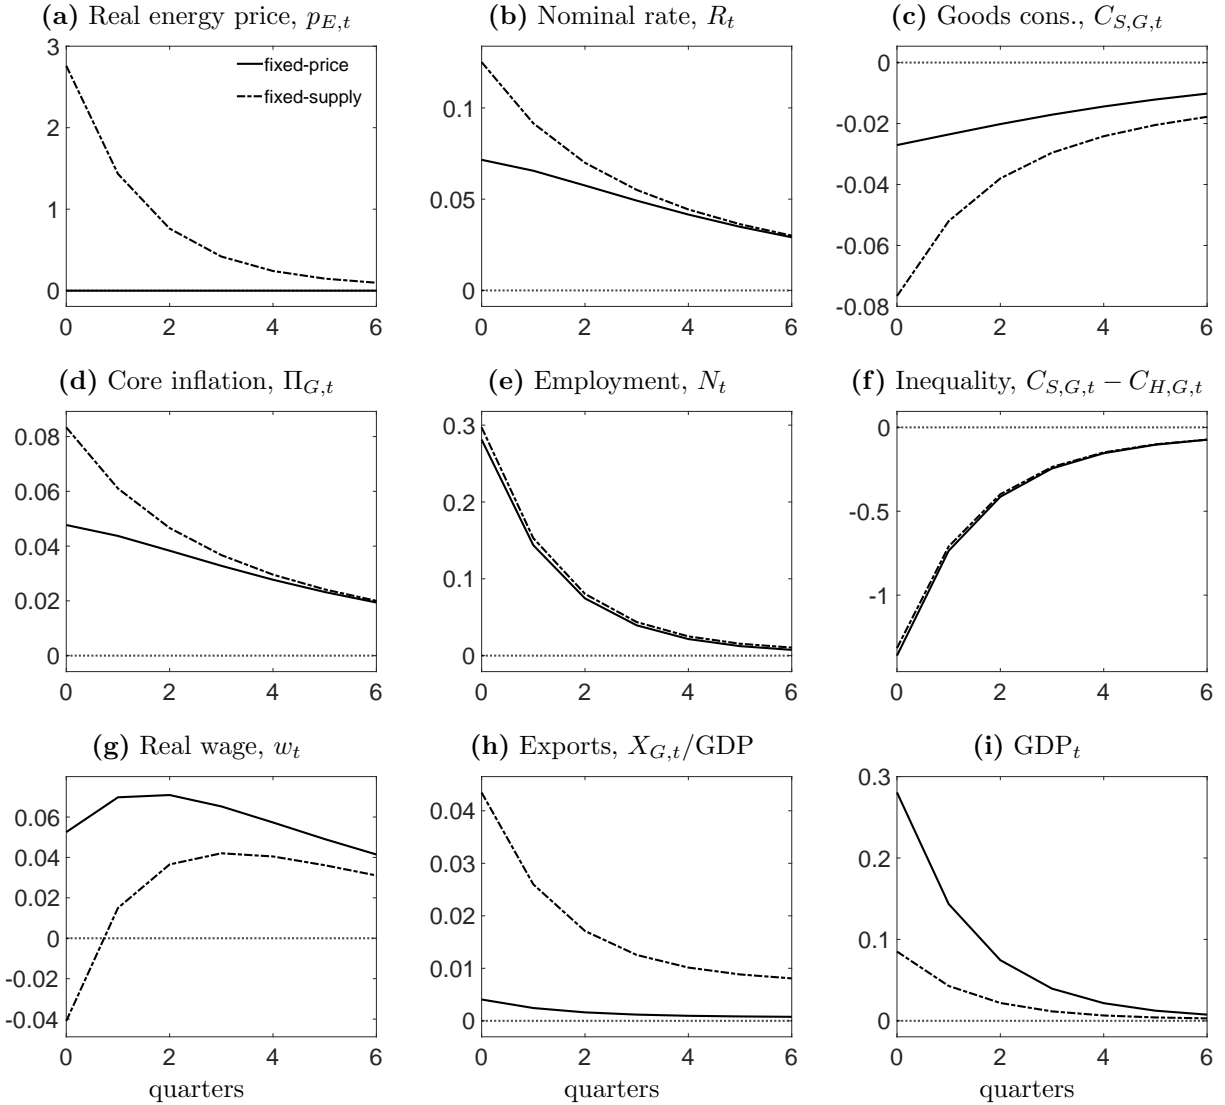 (a) Real energy price, p_{E,t}
3
2
1
0
0 2 4 6
fixed-price
fixed-supply
(b) Nominal rate, R_t
0.1
0.05
0
0 2 4 6
(c) Goods cons., C_{S,G,t}
0
-0.02
-0.04
-0.06
-0.08
0 2 4 6
(d) Core inflation, Π_{G,t}
0.08
0.06
0.04
0.02
0
0 2 4 6
(e) Employment, N_t
0.3
0.2
0.1
0
0 2 4 6
(f) Inequality, C_{S,G,t} − C_{H,G,t}
0
-0.5
-1
0 2 4 6
(g) Real wage, w_t
0.06
0.04
0.02
0
-0.02
-0.04
0 2 4 6
quarters
(h) Exports, X_{G,t}/GDP
0.04
0.03
0.02
0.01
0
0 2 4 6
quarters
(i) GDP_t
0.3
0.2
0.1
0
0 2 4 6
quarters